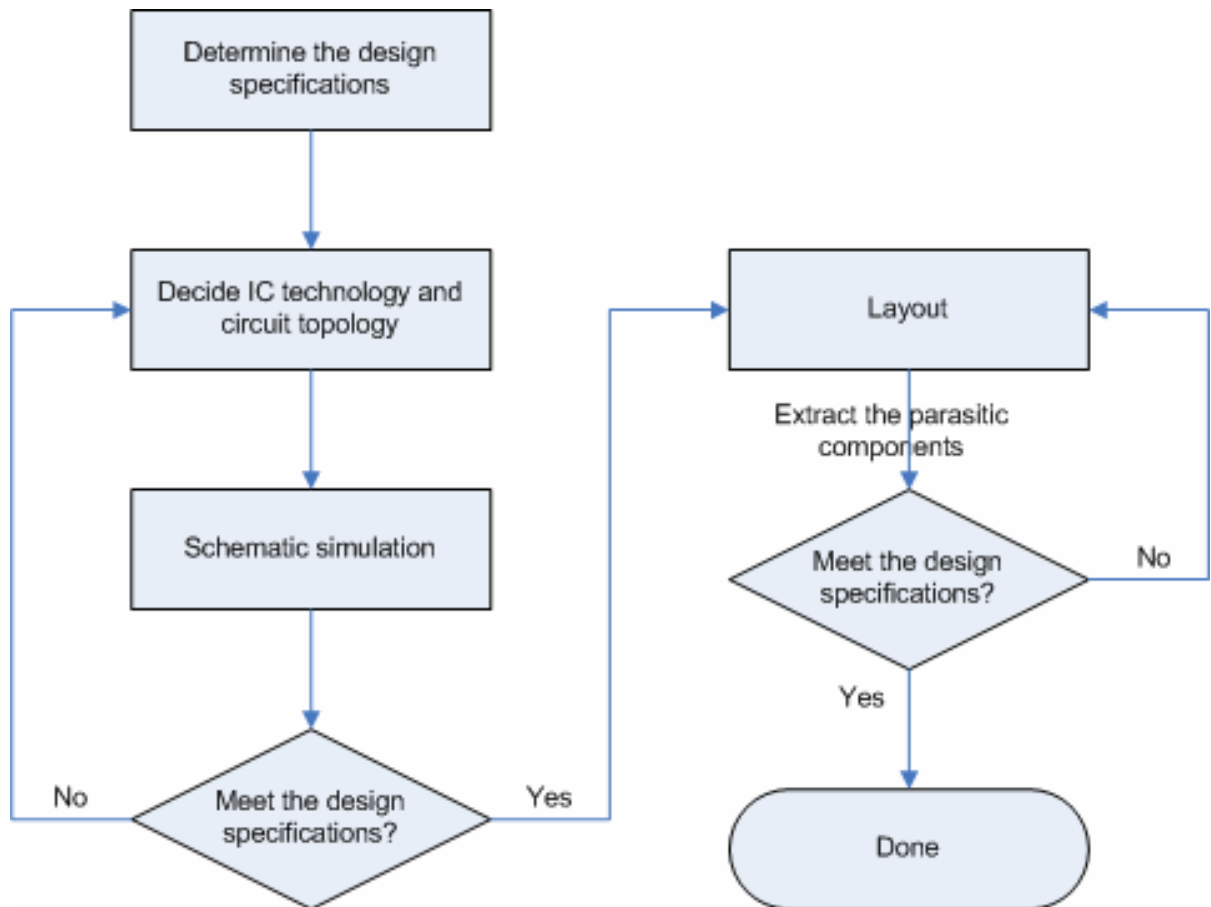 Determine the design
specifications
Decide IC technology and
circuit topology
Schematic simulation
No
Meet the design
specifications?
Yes
Layout
Extract the parasitic
components
Meet the design
specifications?
No
Yes
Done